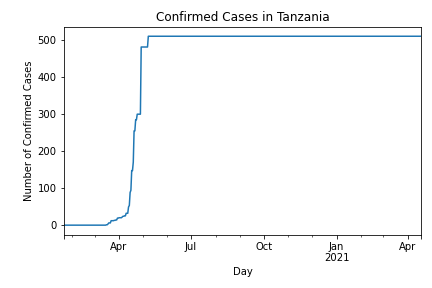 Confirmed Cases in Tanzania
500
400
300
200
100
0
Number of Confirmed Cases
Apr Jul Oct Jan Apr
2021
Day